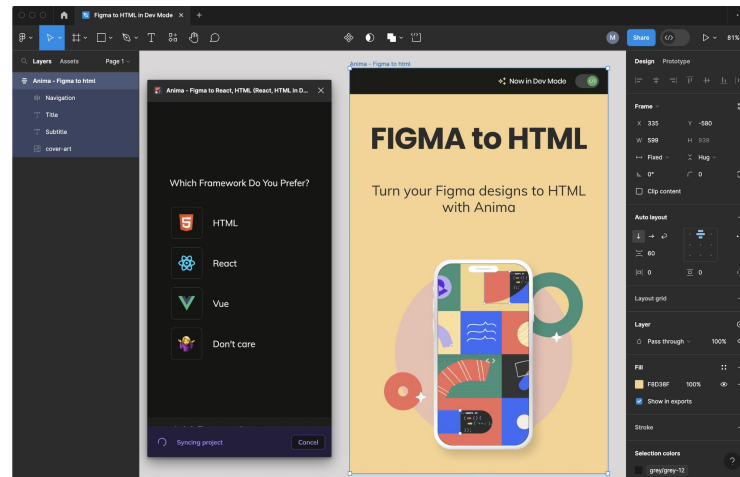 Figma to HTML in Dev Mode
M
Share
81%
Layers Assets Page 1
Anima - Figma to html
Navigation
Title
Subtitle
cover-art
Anima - Figma to React, HTML (React, HTML in D...
Which Framework Do You Prefer?
HTML
React
Vue
Don't care
Syncing project
Cancel
Anima - Figma to html
Now in Dev Mode
FIGMA to HTML
Turn your Figma designs to HTML
with Anima
Design Prototype
Frame
X 335 Y -580
W 599 H 938
Fixed Hug
0° 0
Clip content
Auto layout
60
0 0
Layout grid
Layer
Pass through 100%
Fill
F8D38F 100%
Show in exports
Stroke
Selection colors
grey/grey-12
?